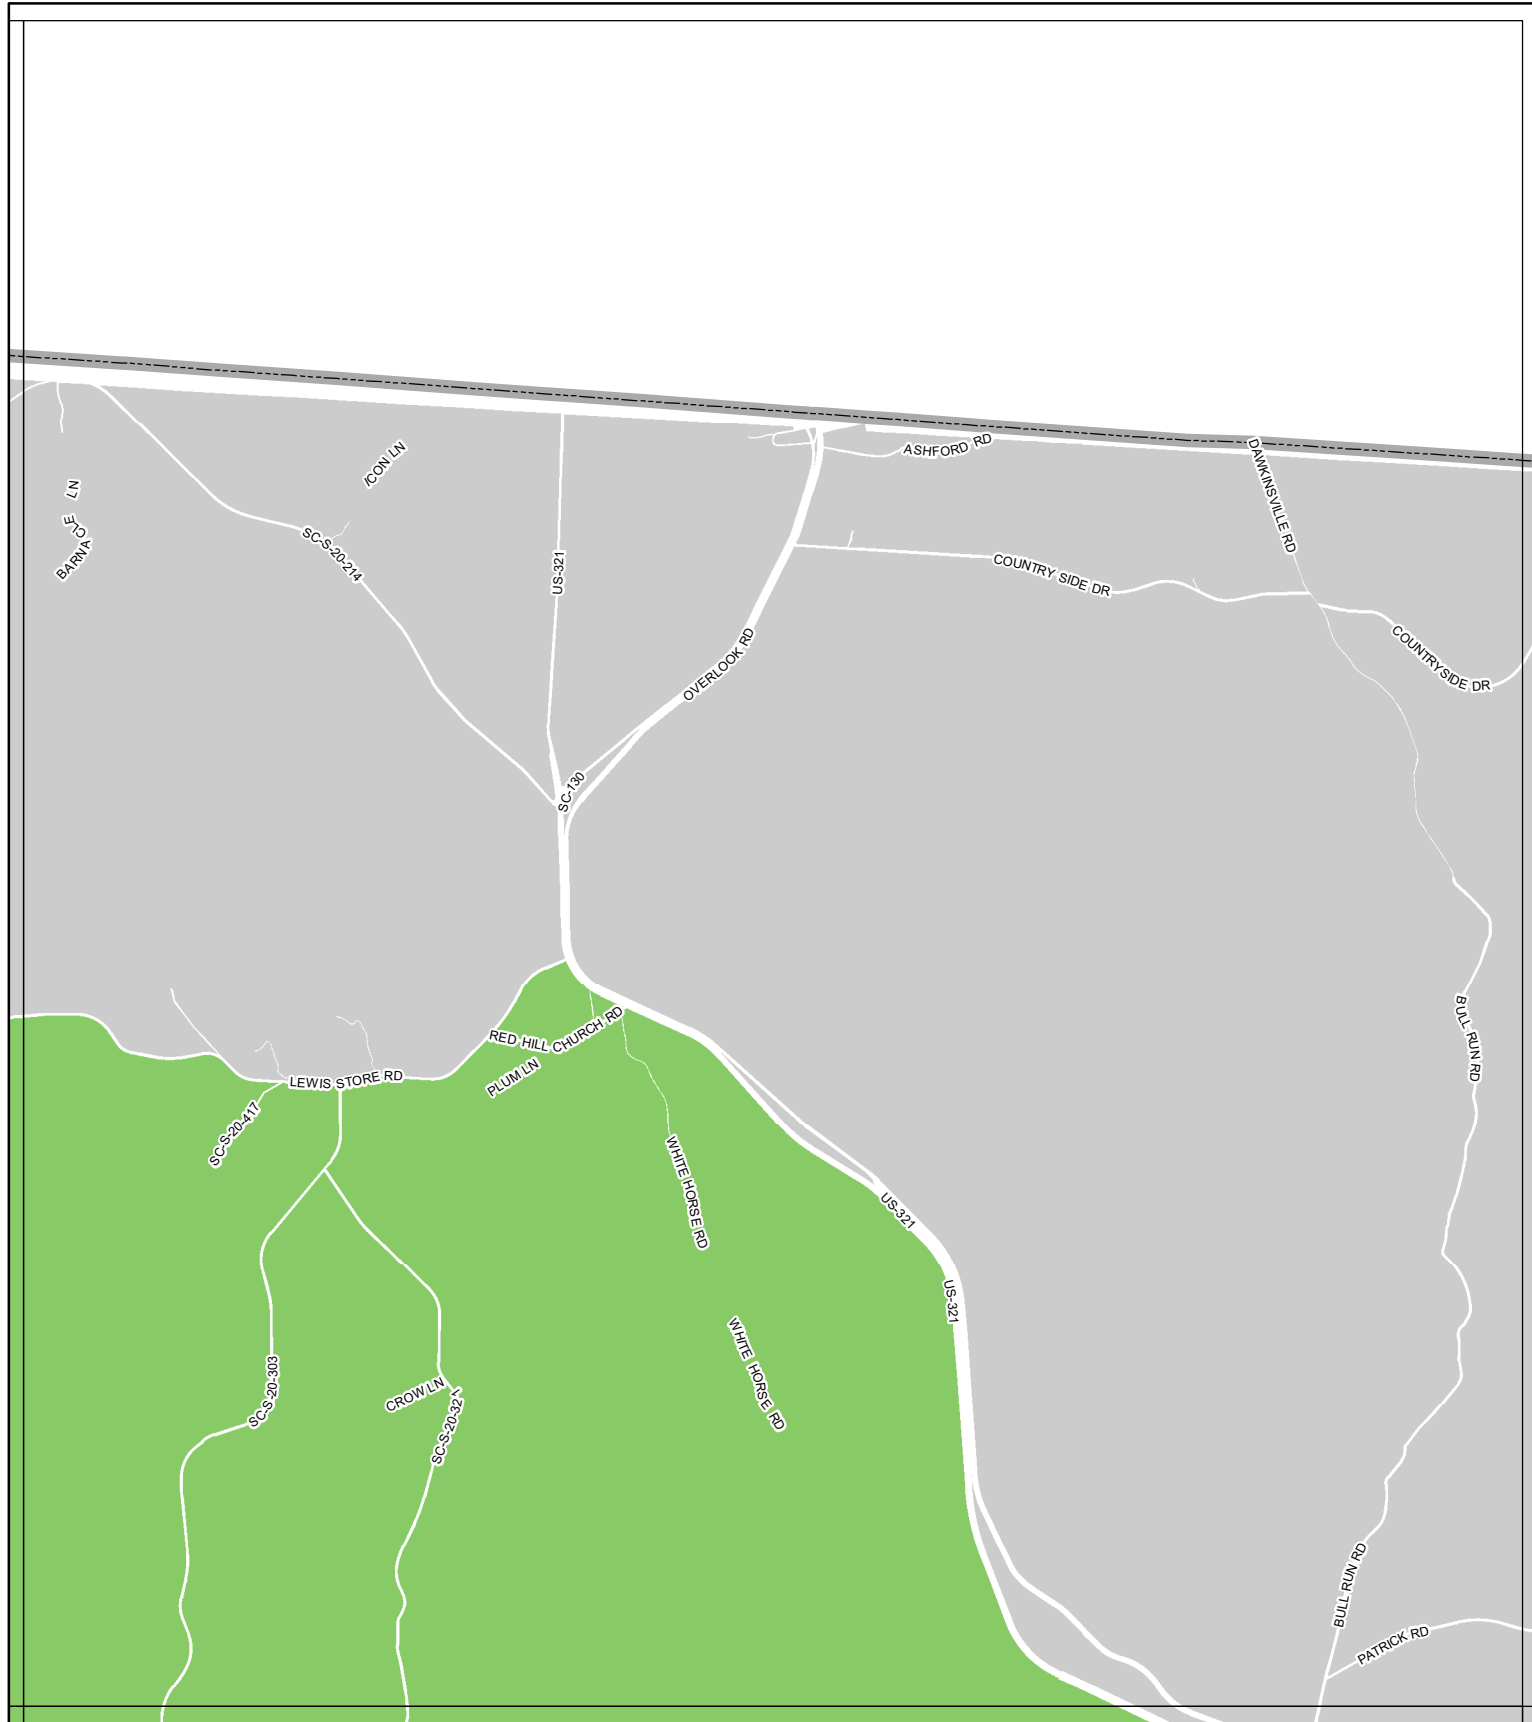 ASHFORD RD
DAWKINSVILLE RD
ICON LN
BARNACLE LN
SC-S-20-214
US-321
COUNTRY SIDE DR
COUNTRYSIDE DR
OVERLOOK RD
SC-130
BULL RUN RD
RED HILL CHURCH RD
PLUM LN
LEWIS STORE RD
SC-S-20-417
WHITE HORSE RD
US-321
US-321
WHITE HORSE RD
SC-S-20-303
CROW LN
SC-S-20-321
BULL RUN RD
PATRICK RD